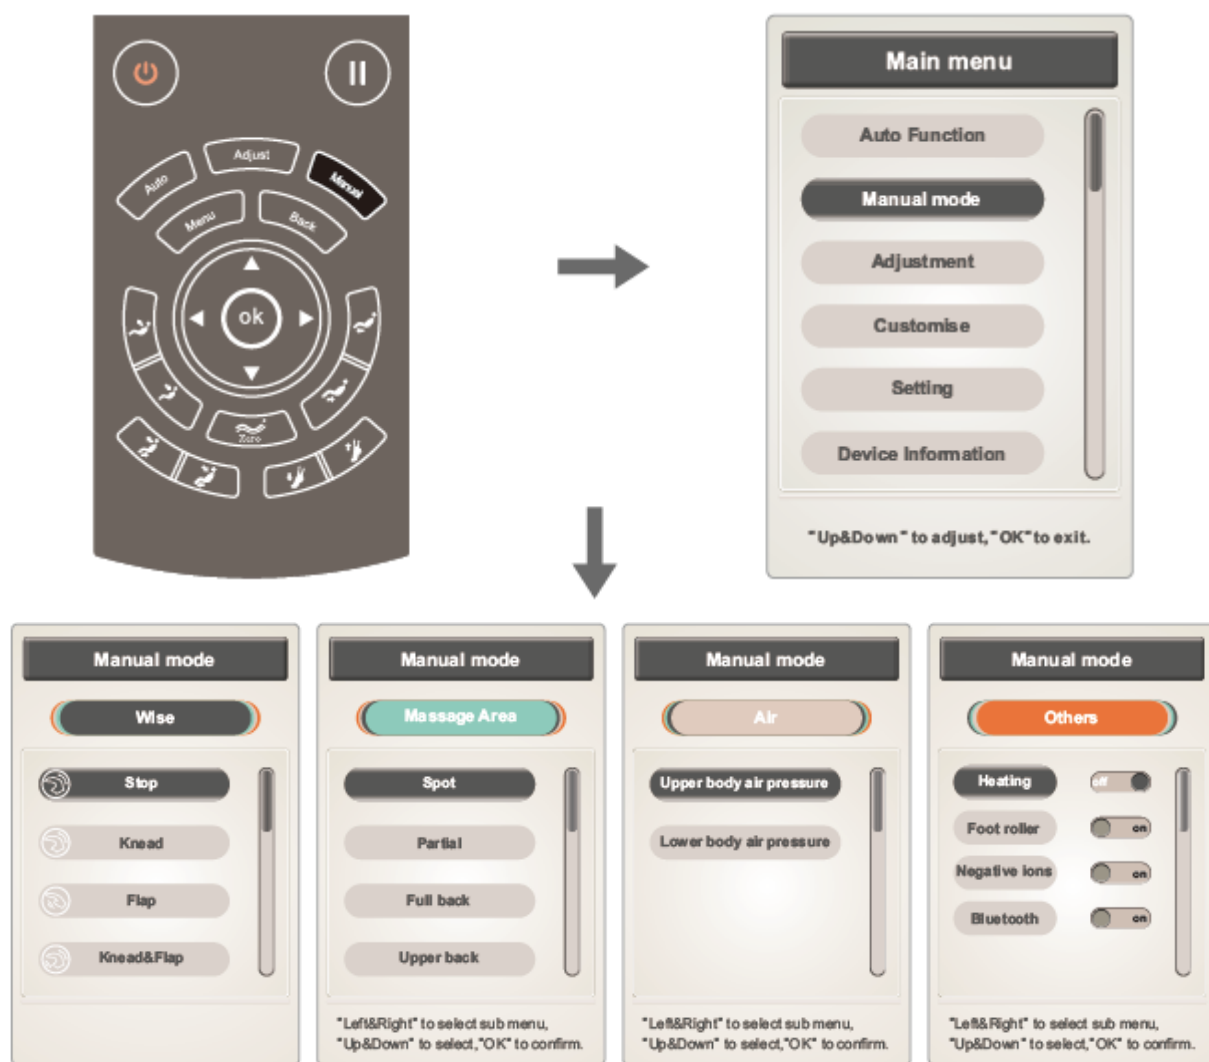 Adjust
Auto
Manual
Menu
Back
ok
Zero
Main menu
Auto Function
Manual mode
Adjustment
Customise
Setting
Device Information
"Up&Down" to adjust,"OK"to exit.
Manual mode
WIse
Stop
Knead
Flap
Knead&Flap
Manual mode
Massage Area
Spot
Partial
Full back
Upper back
"Left&Right" to select sub menu,
"Up&Down" to select,"OK" to confirm.
Manual mode
Air
Upper body air pressure
Lower body air pressure
"Left&Right" to select sub menu,
"Up&Down" to select,"OK" to confirm.
Manual mode
Others
Heating off
Foot roller on
Negative ions on
Bluetooth on
"Left&Right" to select sub menu,
"Up&Down" to select,"OK" to confirm.